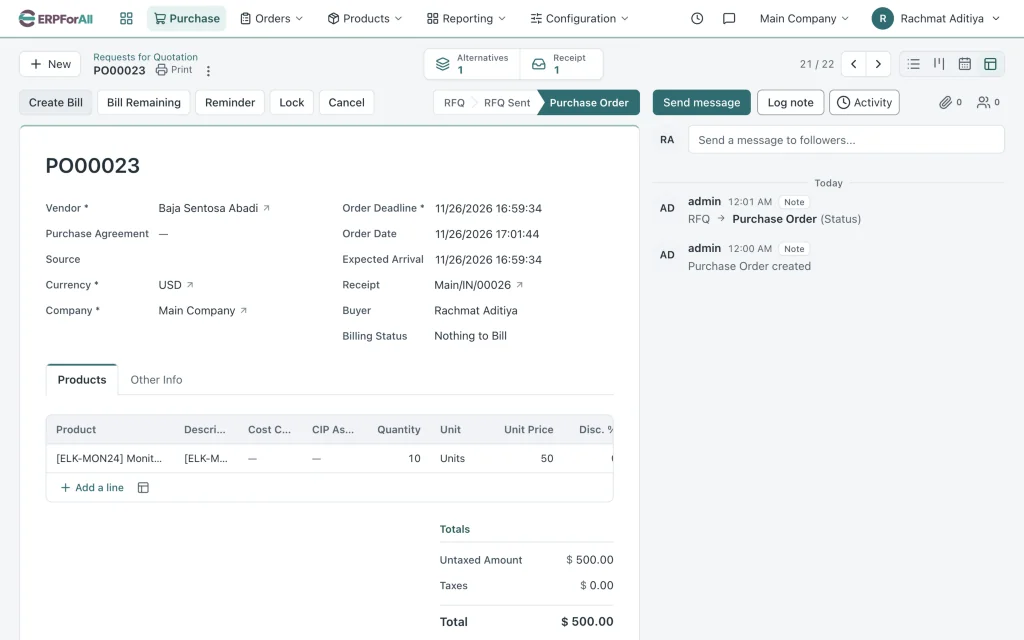 ERPForAll
Purchase
Orders
Products
Reporting
Configuration
Main Company
R
Rachmat Aditiya
New
Requests for Quotation
PO00023
Print
Alternatives
1
Receipt
1
21 / 22
Create Bill
Bill Remaining
Reminder
Lock
Cancel
RFQ
RFQ Sent
Purchase Order
Send message
Log note
Activity
0
0
PO00023
Vendor *
Baja Sentosa Abadi
Purchase Agreement
—
Source
Currency *
USD
Company *
Main Company
Order Deadline *
11/26/2026 16:59:34
Order Date
11/26/2026 17:01:44
Expected Arrival
11/26/2026 16:59:34
Receipt
Main/IN/00026
Buyer
Rachmat Aditiya
Billing Status
Nothing to Bill
Products
Other Info
Product Descri... Cost C... CIP As... Quantity Unit Unit Price Disc. %
[ELK-MON24] Monit... [ELK-M... — — 10 Units 50
Add a line
Totals
Untaxed Amount $ 500.00
Taxes $ 0.00
Total $ 500.00
RA
Send a message to followers...
Today
AD
admin 12:01 AM Note
RFQ → Purchase Order (Status)
AD
admin 12:00 AM Note
Purchase Order created